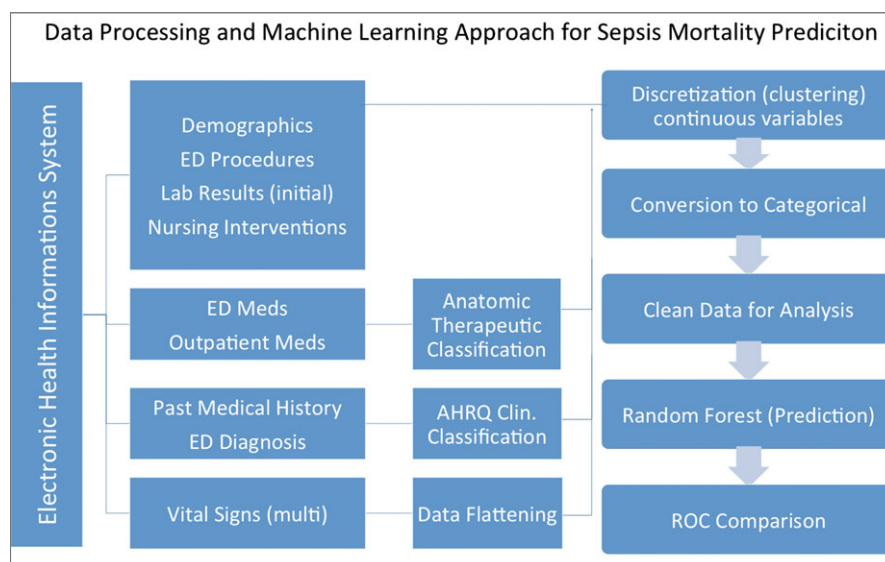 Data Processing and Machine Learning Approach for Sepsis Mortality Prediciton
Electronic Health Informations System
Demographics
ED Procedures
Lab Results (initial)
Nursing Interventions
ED Meds
Outpatient Meds
Past Medical History
ED Diagnosis
Vital Signs (multi)
Anatomic
Therapeutic
Classification
AHRQ Clin.
Classification
Data Flattening
Discretization (clustering)
continuous variables
Conversion to Categorical
Clean Data for Analysis
Random Forest (Prediction)
ROC Comparison